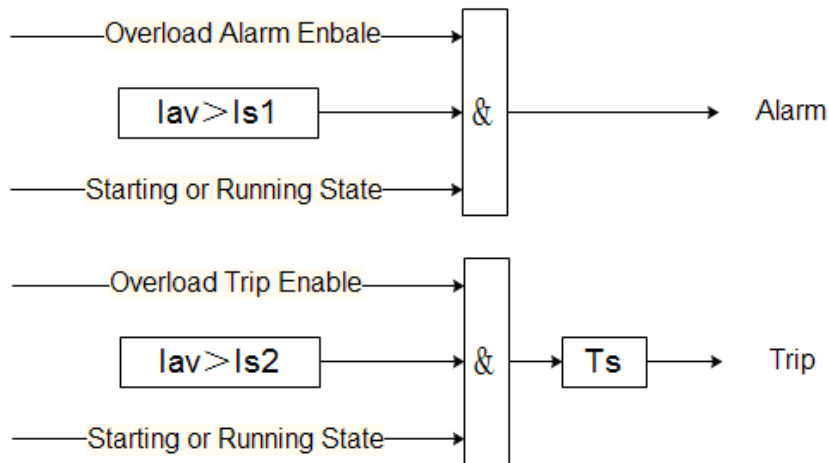 Overload Alarm Enbale
Iav＞Is1
&
Alarm
Starting or Running State
Overload Trip Enable
Iav＞Is2
&
Ts
Trip
Starting or Running State